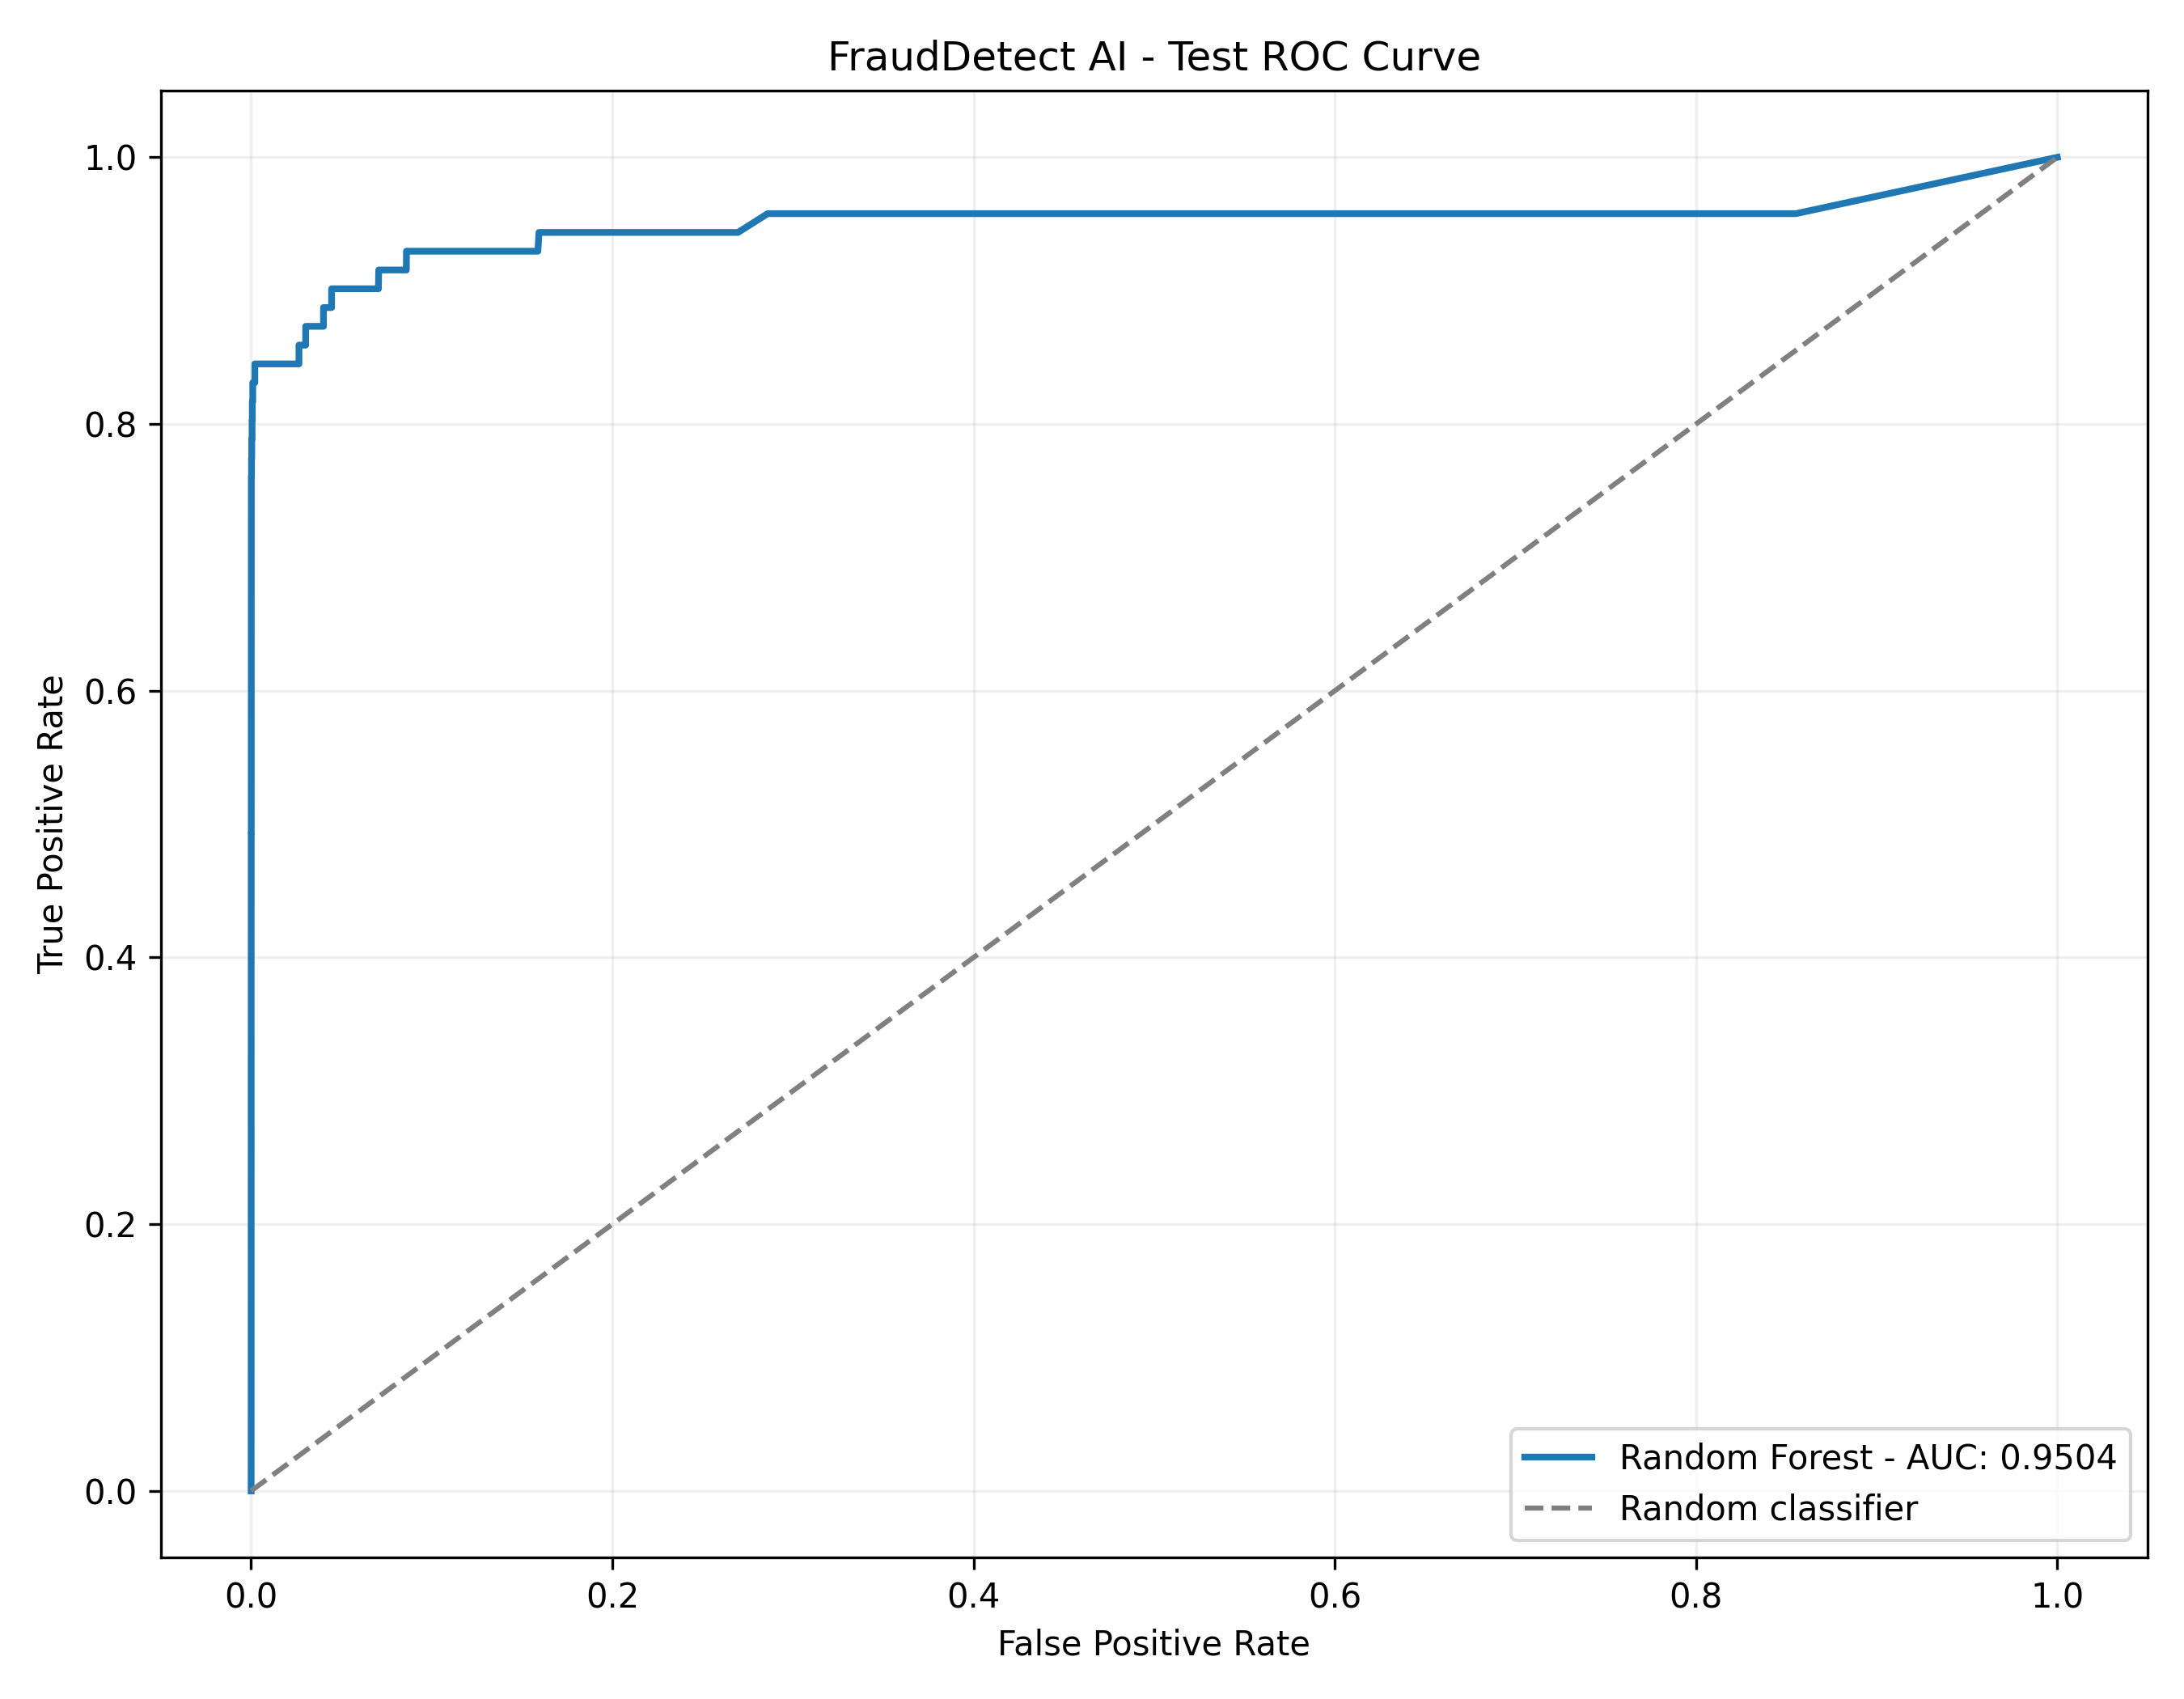 FraudDetect AI - Test ROC Curve
True Positive Rate
1.0
0.8
0.6
0.4
0.2
0.0
0.0 0.2 0.4 0.6 0.8 1.0
False Positive Rate
Random Forest - AUC: 0.9504
Random classifier